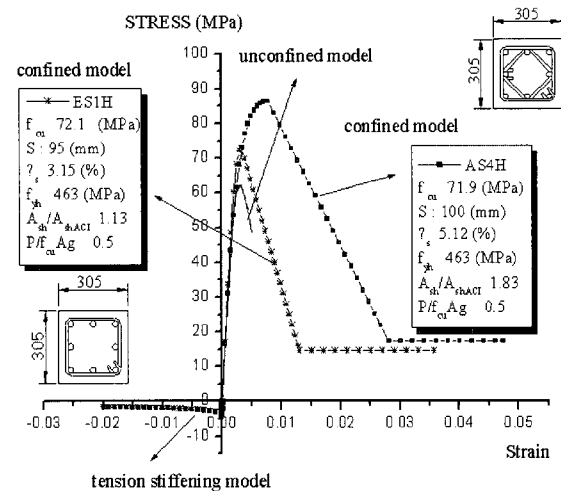 STRESS (MPa)
305
305
unconfined model
confined model
ES1H
f_cu 72.1 (MPa)
S : 95 (mm)
?_s 3.15 (%)
f_yh 463 (MPa)
A_sh/A_shACI 1.13
P/f_cu Ag 0.5
confined model
AS4H
f_cu 71.9 (MPa)
S : 100 (mm)
?_s 5.12 (%)
f_yh 463 (MPa)
A_sh/A_shACI 1.83
P/f_cu Ag 0.5
305
305
100
90
80
70
60
50
40
30
20
10
0
-10
-0.03 -0.02 -0.01 0.00 0.01 0.02 0.03 0.04 0.05
Strain
tension stiffening model